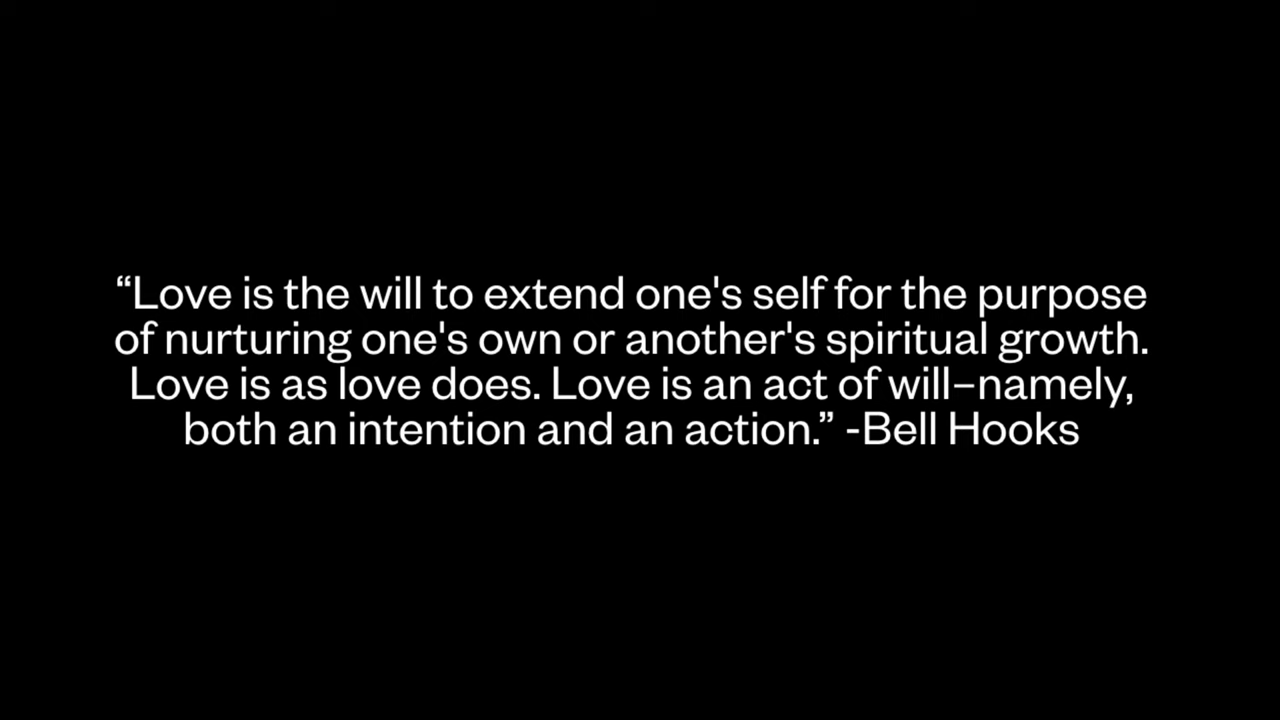 “Love is the will to extend one's self for the purpose
of nurturing one's own or another's spiritual growth.
Love is as love does. Love is an act of will–namely,
both an intention and an action.” -Bell Hooks